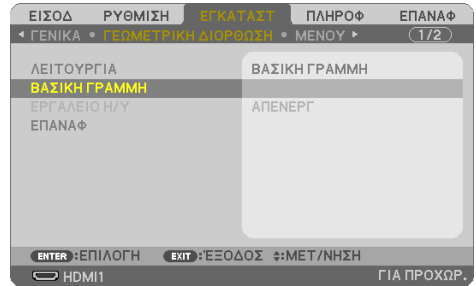 ΕΙΣΟΔ ΡΥΘΜΙΣΗ ΕΓΚΑΤΑΣΤ ΠΛΗΡΟΦ ΕΠΑΝΑΦ
◀ ΓΕΝΙΚΑ • ΓΕΩΜΕΤΡΙΚΗ ΔΙΟΡΘΩΣΗ • ΜΕΝΟΥ ▶ 1/2
ΛΕΙΤΟΥΡΓΙΑ ΒΑΣΙΚΗ ΓΡΑΜΜΗ
ΒΑΣΙΚΗ ΓΡΑΜΜΗ
ΕΡΓΑΛΕΙΟ Η/Υ ΑΠΕΝΕΡΓ
ΕΠΑΝΑΦ
ENTER :ΕΠΙΛΟΓΗ EXIT :ΈΞΟΔΟΣ ⬍:ΜΕΤ/ΝΗΣΗ
HDMI1 ΓΙΑ ΠΡΟΧΩΡ.